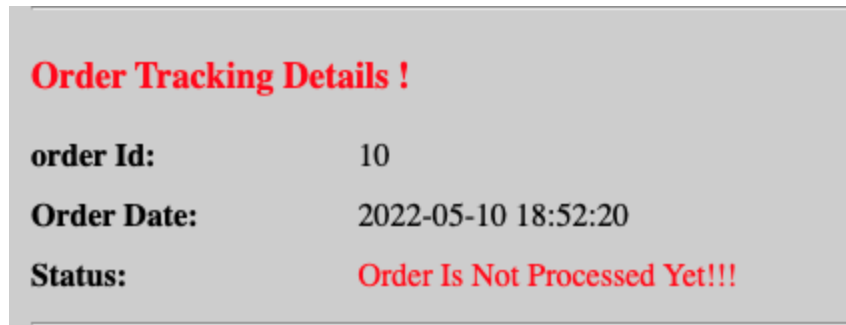 Order Tracking Details !
order Id: 10
Order Date: 2022-05-10 18:52:20
Status: Order Is Not Processed Yet!!!